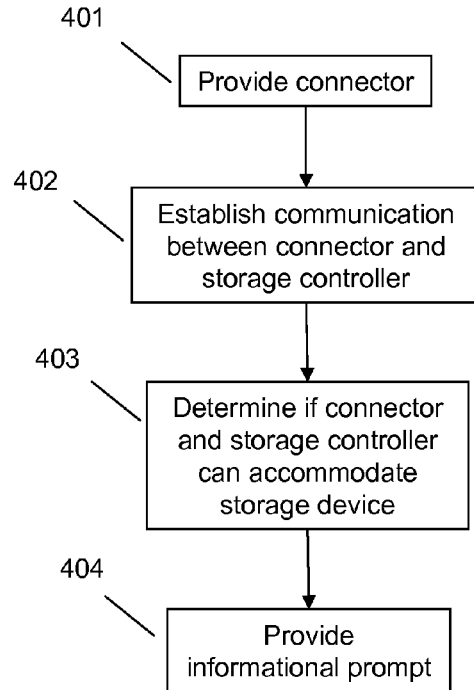 401
Provide connector
402
Establish communication
between connector and
storage controller
403
Determine if connector
and storage controller
can accommodate
storage device
404
Provide
informational prompt